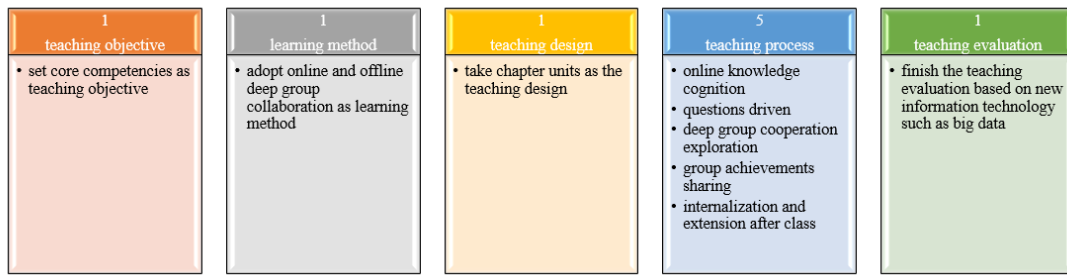 1
teaching objective
• set core competencies as
teaching objective
1
learning method
• adopt online and offline
deep group
collaboration as learning
method
1
teaching design
• take chapter units as the
teaching design
5
teaching process
• online knowledge
cognition
• questions driven
• deep group cooperation
exploration
• group achievements
sharing
• internalization and
extension after class
1
teaching evaluation
• finish the teaching
evaluation based on new
information technology
such as big data